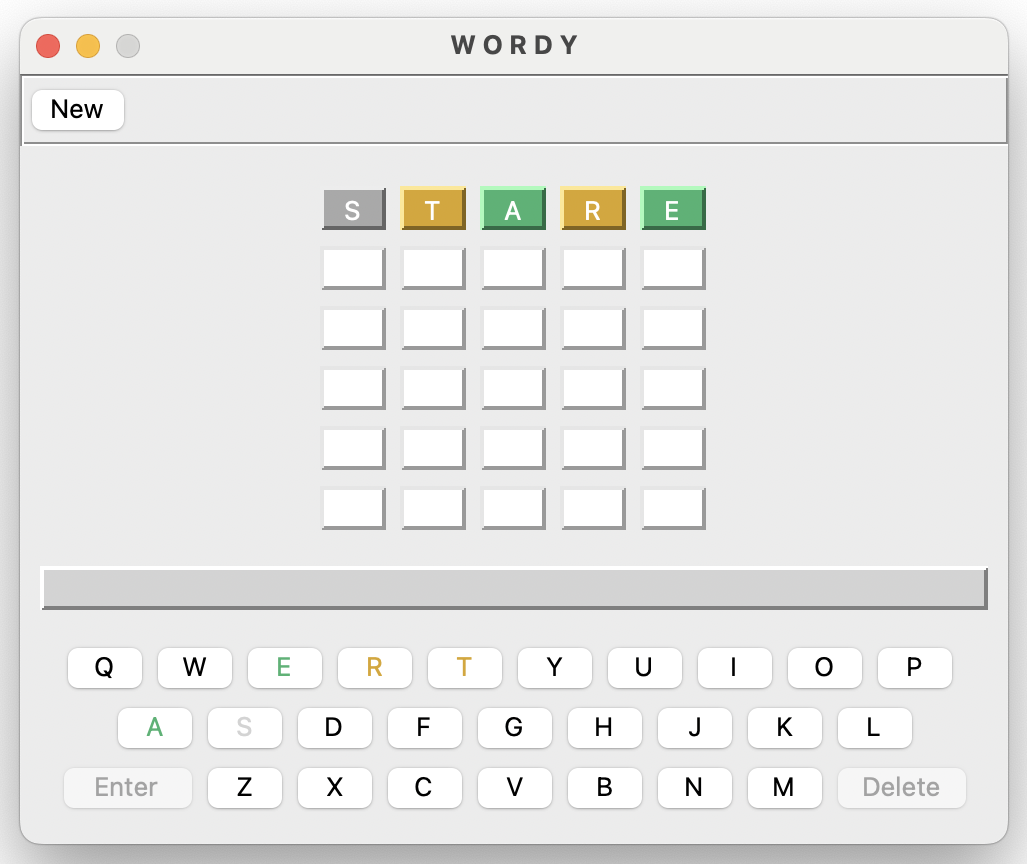 WORDY
New
S T A R E
Q W E R T Y U I O P
A S D F G H J K L
Enter Z X C V B N M Delete